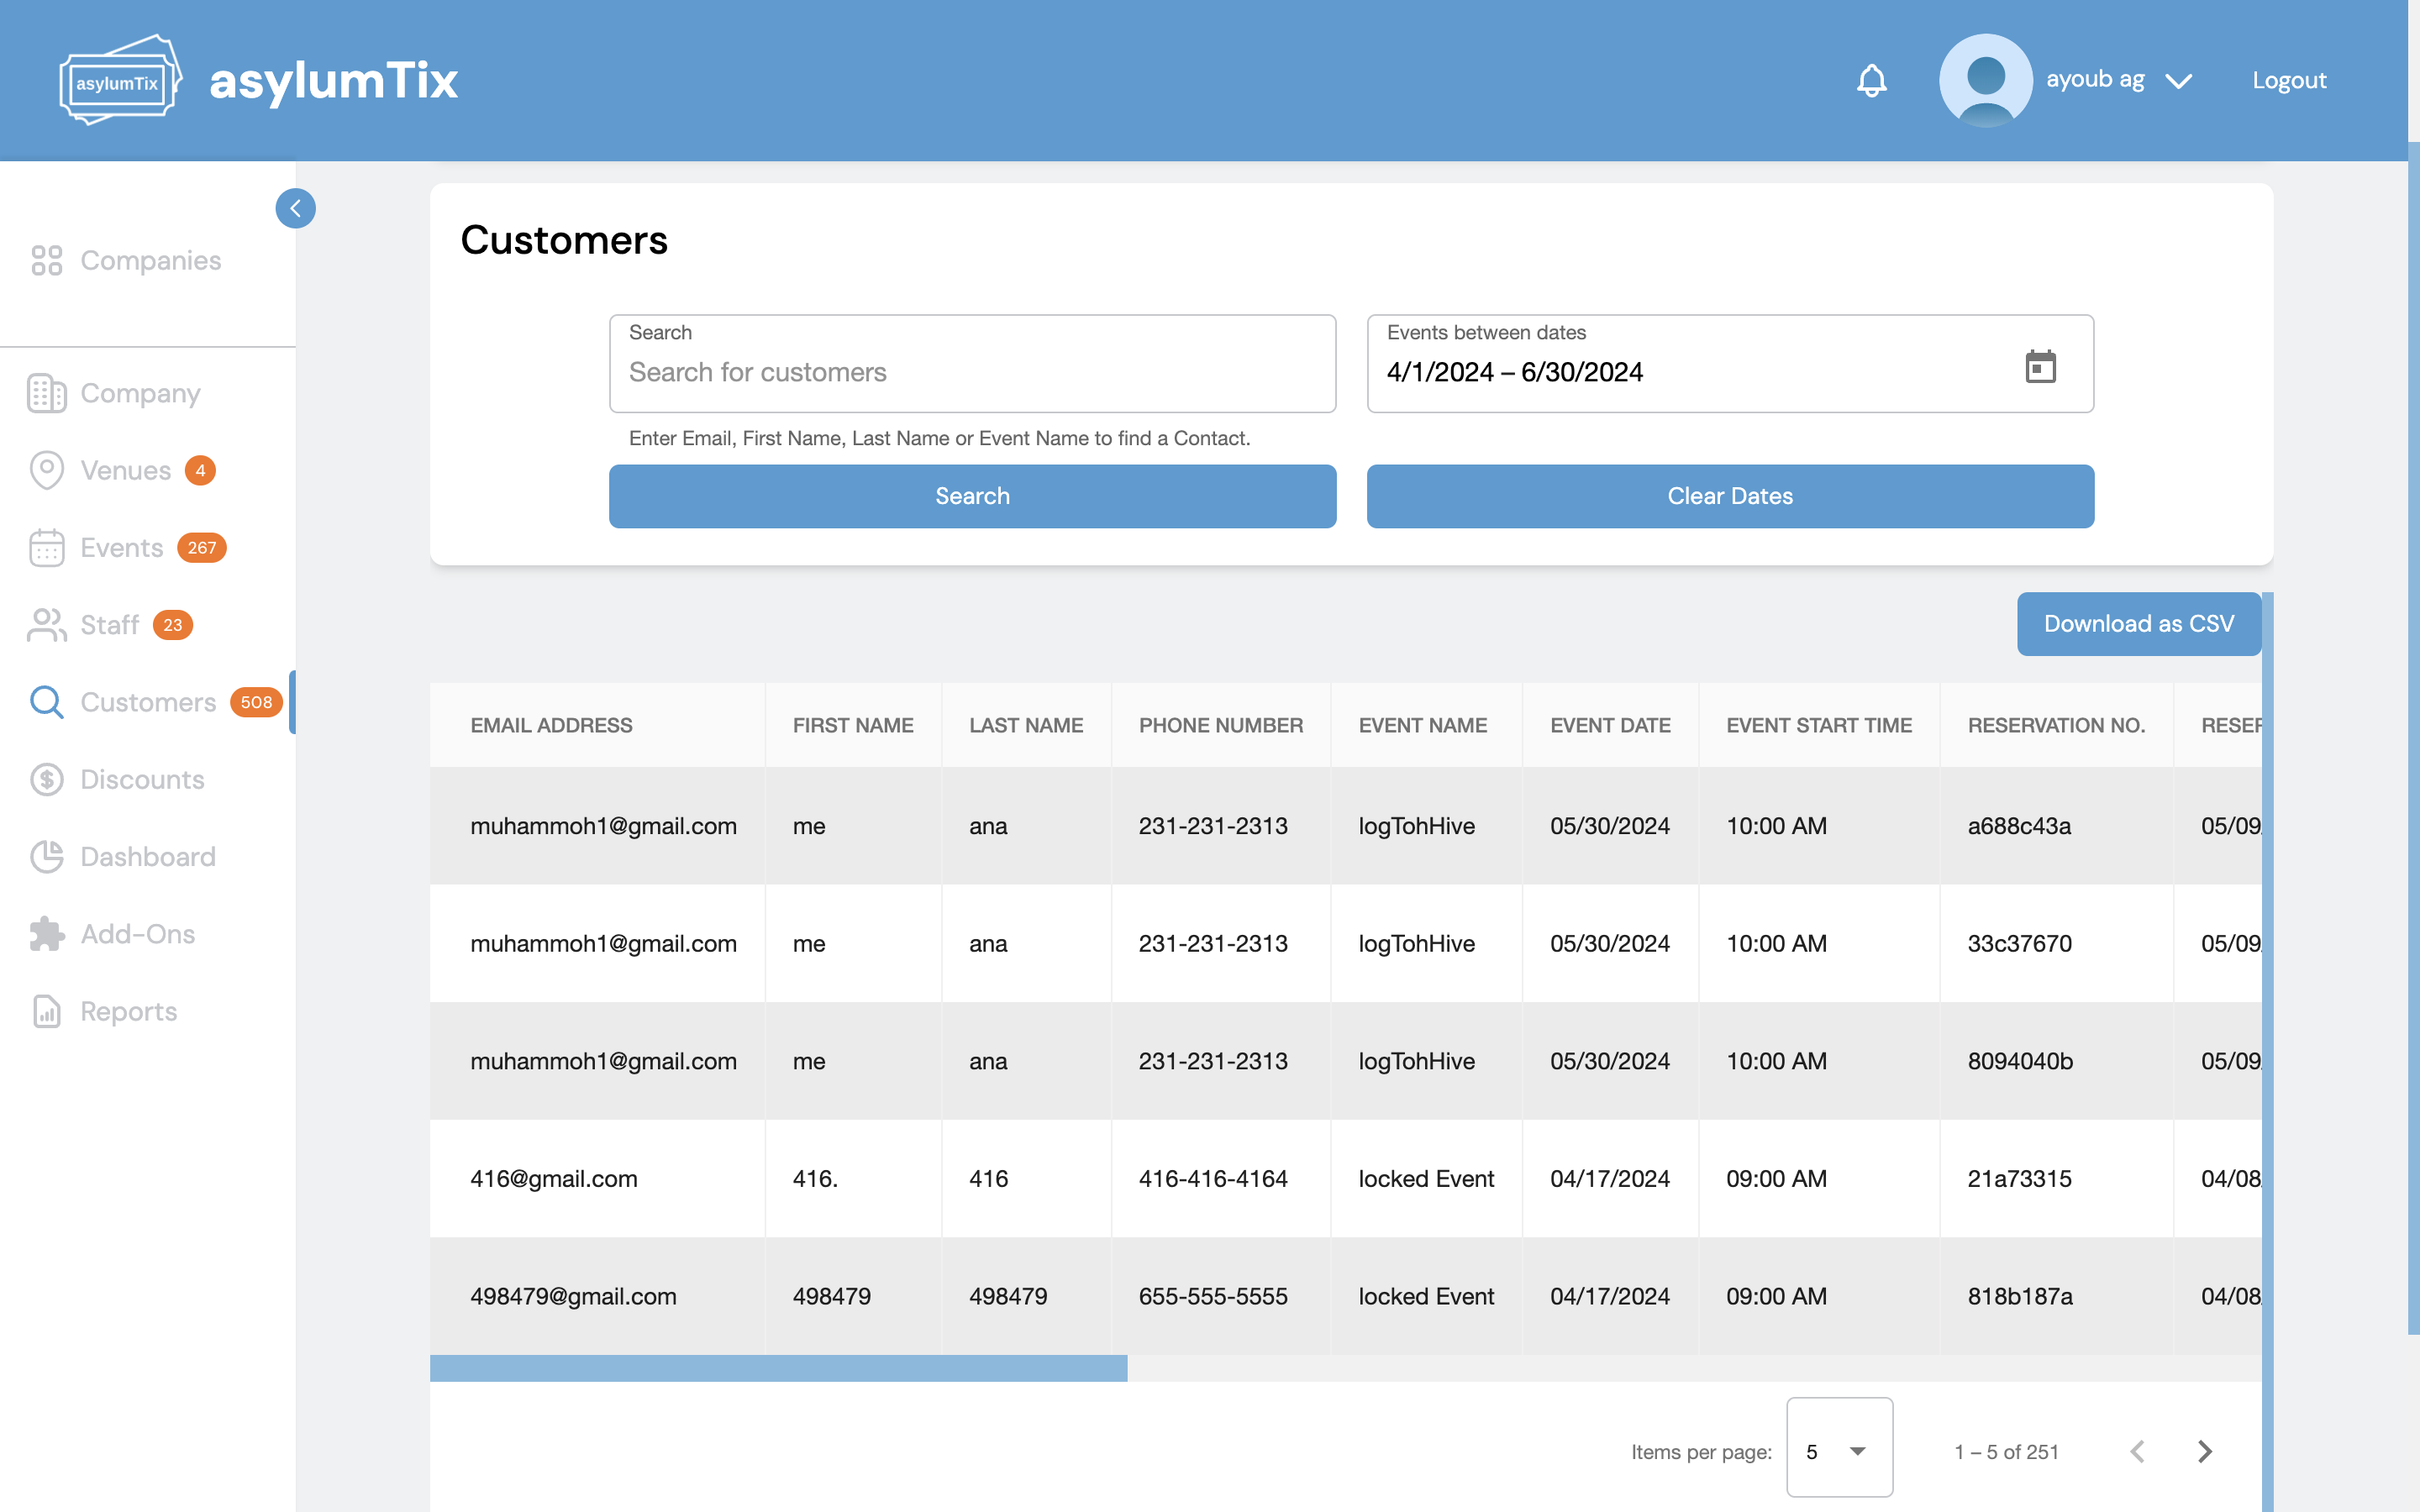 asylumTix
asylumTix
ayoub ag
Logout
Companies
Company
Venues 4
Events 267
Staff 23
Customers 508
Discounts
Dashboard
Add-Ons
Reports
Customers
Search
Search for customers
Enter Email, First Name, Last Name or Event Name to find a Contact.
Events between dates
4/1/2024 – 6/30/2024
Search
Clear Dates
Download as CSV
EMAIL ADDRESS FIRST NAME LAST NAME PHONE NUMBER EVENT NAME EVENT DATE EVENT START TIME RESERVATION NO. RESER
muhammoh1@gmail.com me ana 231-231-2313 logTohHive 05/30/2024 10:00 AM a688c43a 05/09
muhammoh1@gmail.com me ana 231-231-2313 logTohHive 05/30/2024 10:00 AM 33c37670 05/09
muhammoh1@gmail.com me ana 231-231-2313 logTohHive 05/30/2024 10:00 AM 8094040b 05/09
416@gmail.com 416. 416 416-416-4164 locked Event 04/17/2024 09:00 AM 21a73315 04/08
498479@gmail.com 498479 498479 655-555-5555 locked Event 04/17/2024 09:00 AM 818b187a 04/08
Items per page: 5 1 – 5 of 251